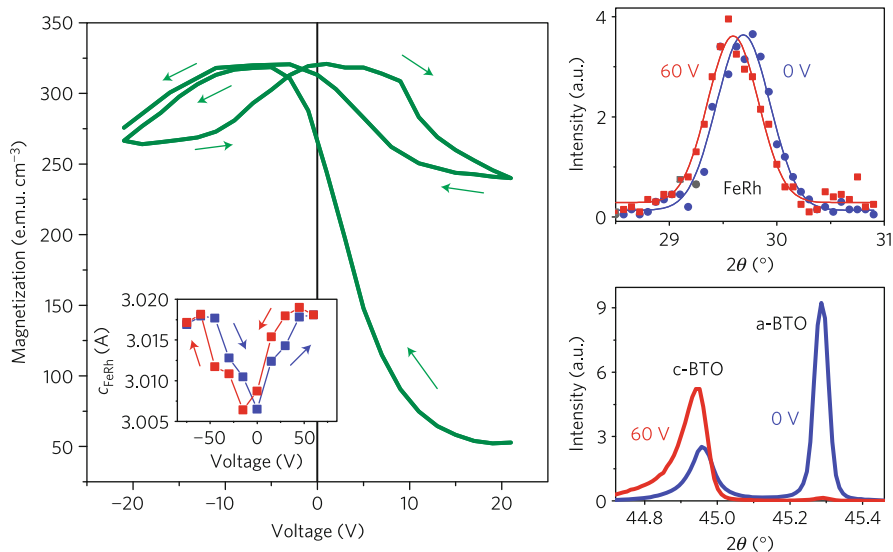 Magnetization (e.m.u. cm⁻³)
350
300
250
200
150
100
50
−20
−10
0
10
20
Voltage (V)
c_FeRh (A)
3.020
3.015
3.010
3.005
−50
0
50
Voltage (V)
Intensity (a.u.)
4
2
0
60 V
0 V
FeRh
29
30
31
2θ (°)
Intensity (a.u.)
9
6
3
0
a-BTO
c-BTO
60 V
0 V
44.8
45.0
45.2
45.4
2θ (°)